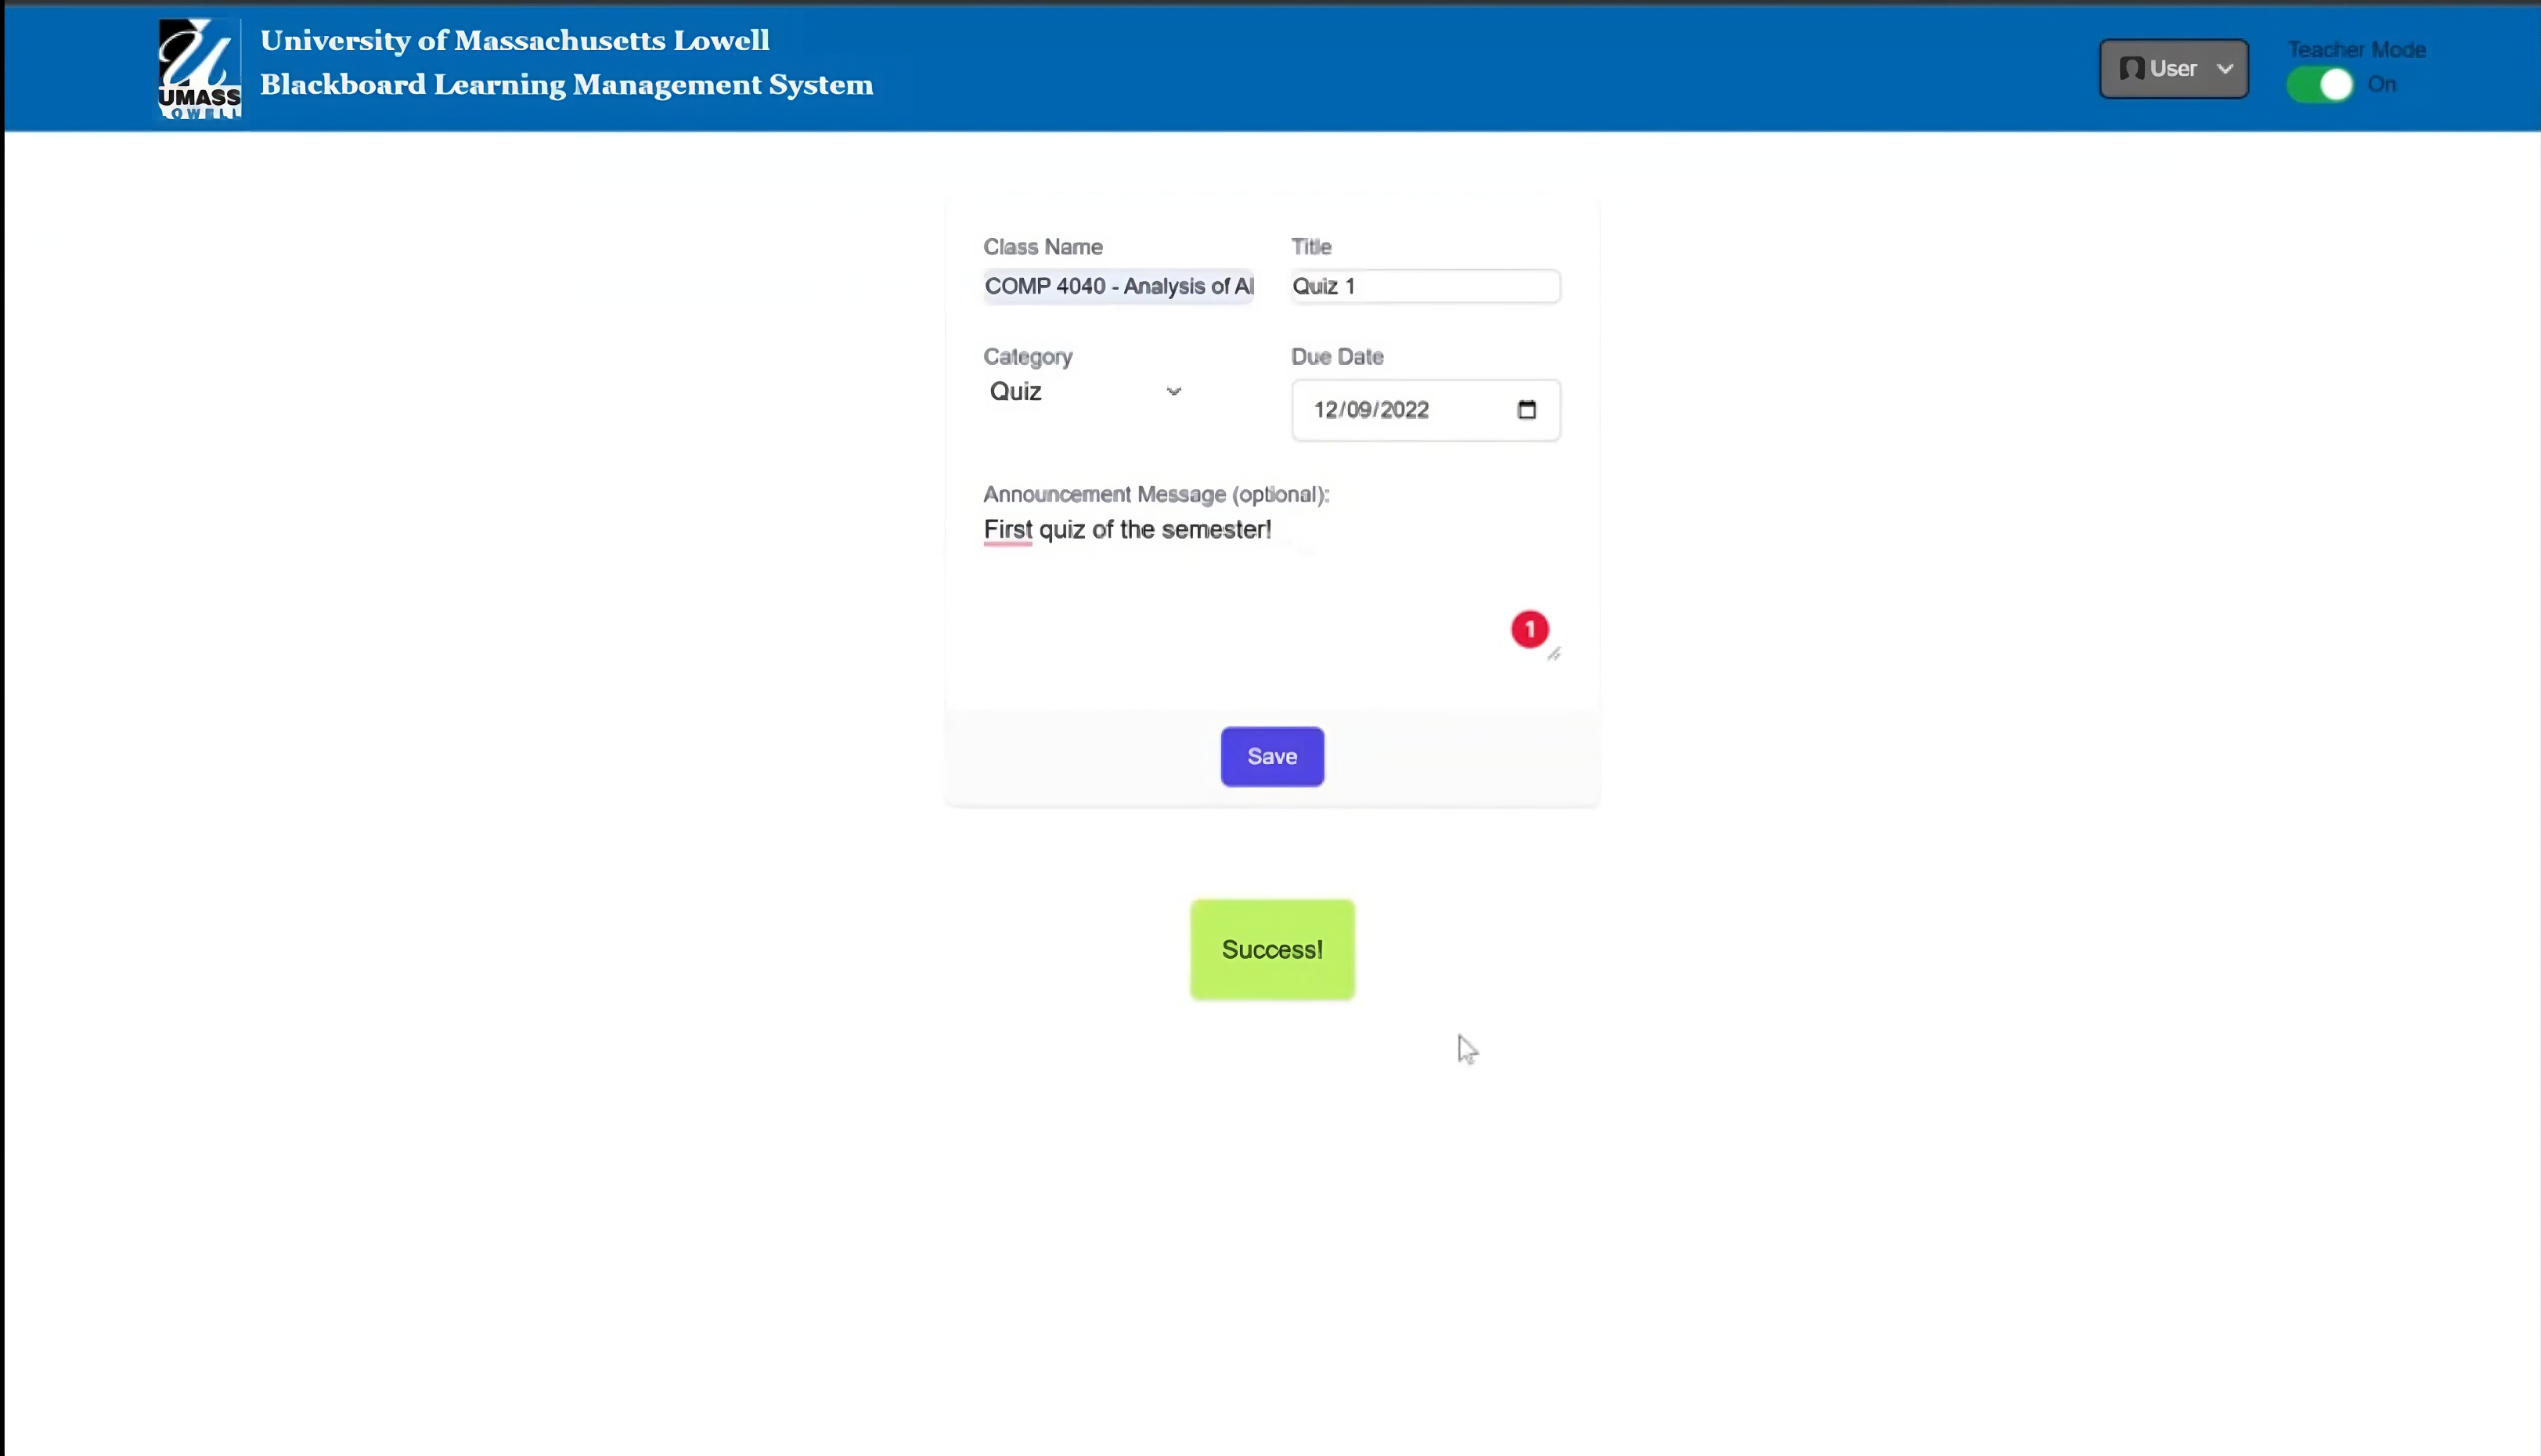 UMASS
LOWELL
University of Massachusetts Lowell
Blackboard Learning Management System
User
Teacher Mode
On
Class Name
Title
COMP 4040 - Analysis of Al
Quiz 1
Category
Due Date
Quiz
12/09/2022
Announcement Message (optional):
First quiz of the semester!
1
Save
Success!